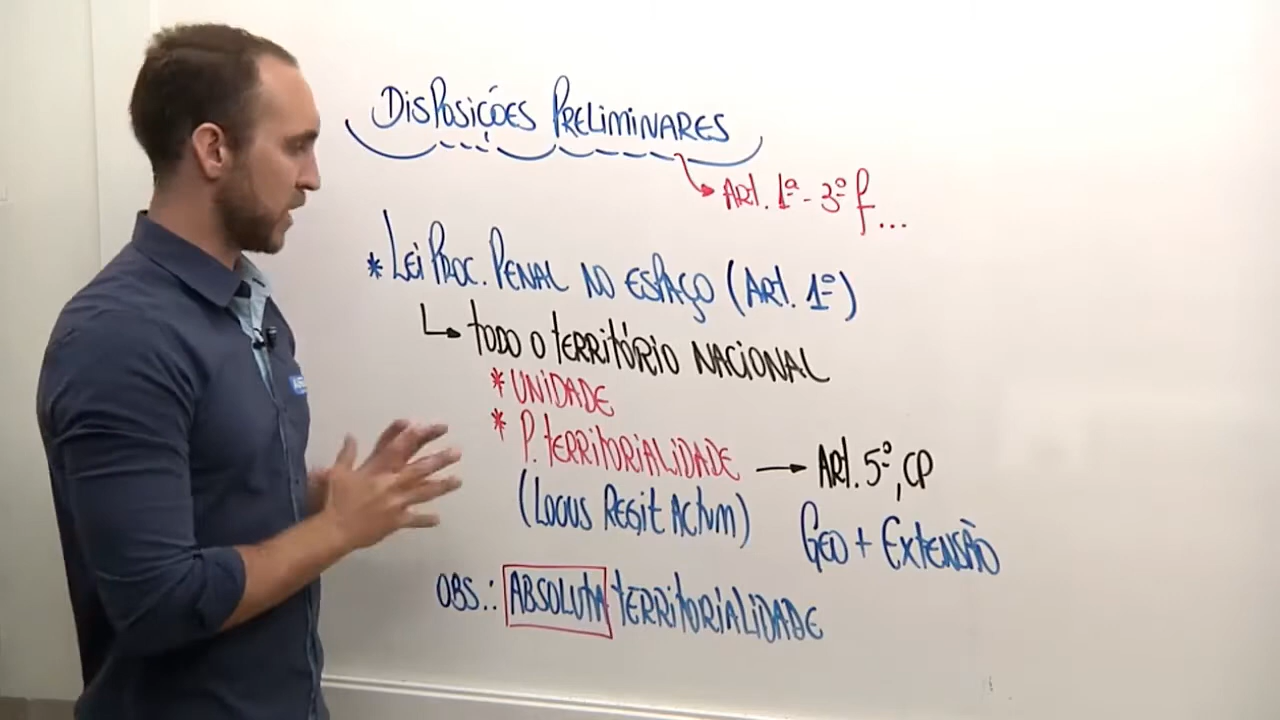 DISPOSIÇÕES PRELIMINARES
ART. 1º - 3º f...
* LEI PROC. PENAL NO ESPAÇO (ART. 1º)
TODO O TERRITÓRIO NACIONAL
* UNIDADE
* P. TERRITORIALIDADE → ART. 5º, CP
(LOCUS REGIT ACTUM) GEO + EXTENSÃO
OBS.: ABSOLUTA TERRITORIALIDADE